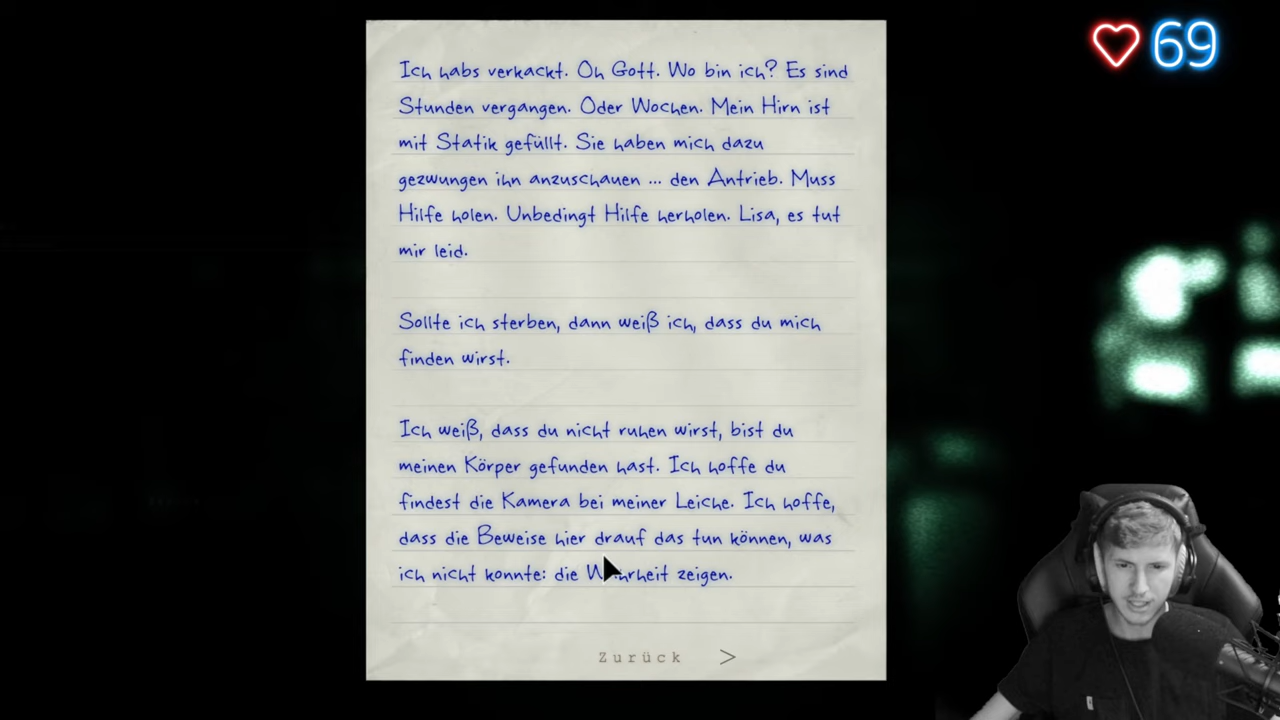 69
Ich habs verkackt. Oh Gott. Wo bin ich? Es sind
Stunden vergangen. Oder Wochen. Mein Hirn ist
mit Statik gefüllt. Sie haben mich dazu
gezwungen ihn anzuschauen ... den Antrieb. Muss
Hilfe holen. Unbedingt Hilfe herholen. Lisa, es tut
mir leid.
Sollte ich sterben, dann weiß ich, dass du mich
finden wirst.
Ich weiß, dass du nicht ruhen wirst, bist du
meinen Körper gefunden hast. Ich hoffe du
findest die Kamera bei meiner Leiche. Ich hoffe,
dass die Beweise hier drauf das tun können, was
ich nicht konnte: die Wahrheit zeigen.
Zurück >